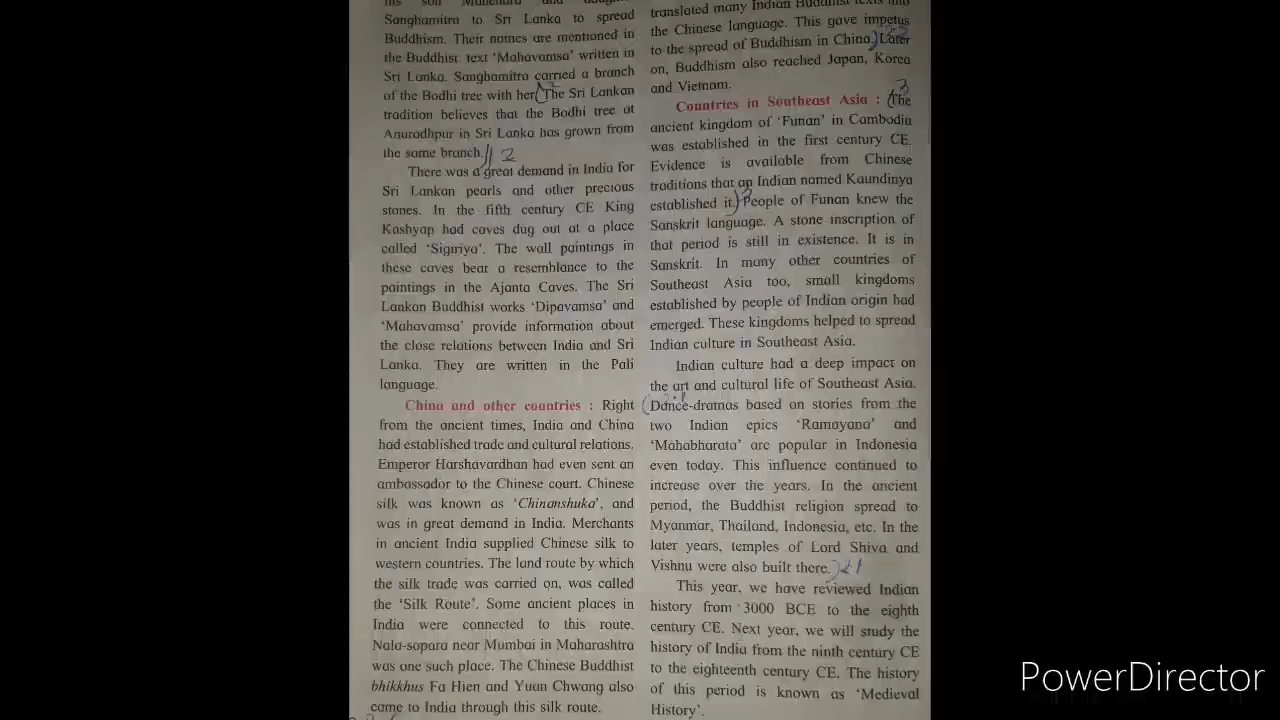 his son Mahendra and
Sanghamitra to Sri Lanka to spread
Buddhism. Their names are mentioned in
the Buddhist text ‘Mahavamsa’ written in
Sri Lanka. Sanghamitra carried a branch
of the Bodhi tree with her. The Sri Lankan
tradition believes that the Bodhi tree at
Anuradhpur in Sri Lanka has grown from
the same branch. 2
There was a great demand in India for
Sri Lankan pearls and other precious
stones. In the fifth century CE King
Kashyap had caves dug out at a place
called ‘Sigiriya’. The wall paintings in
these caves bear a resemblance to the
paintings in the Ajanta Caves. The Sri
Lankan Buddhist works ‘Dipavamsa’ and
‘Mahavamsa’ provide information about
the close relations between India and Sri
Lanka. They are written in the Pali
language.
China and other countries : Right
from the ancient times, India and China
had established trade and cultural relations.
Emperor Harshavardhan had even sent an
ambassador to the Chinese court. Chinese
silk was known as ‘Chinanshuka’, and
was in great demand in India. Merchants
in ancient India supplied Chinese silk to
western countries. The land route by which
the silk trade was carried on, was called
the ‘Silk Route’. Some ancient places in
India were connected to this route.
Nala-sopara near Mumbai in Maharashtra
was one such place. The Chinese Buddhist
bhikkhus Fa Hien and Yuan Chwang also
came to India through this silk route.
translated many Indian Buddhist texts into
the Chinese language. This gave impetus
to the spread of Buddhism in China. Later
on, Buddhism also reached Japan, Korea
and Vietnam.
3
Countries in Southeast Asia : (The
ancient kingdom of ‘Funan’ in Cambodia
was established in the first century CE.
Evidence is available from Chinese
traditions that an Indian named Kaundinya
established it.) People of Funan knew the
Sanskrit language. A stone inscription of
that period is still in existence. It is in
Sanskrit. In many other countries of
Southeast Asia too, small kingdoms
established by people of Indian origin had
emerged. These kingdoms helped to spread
Indian culture in Southeast Asia.
Indian culture had a deep impact on
the art and cultural life of Southeast Asia.
(Dance-dramas based on stories from the
two Indian epics ‘Ramayana’ and
‘Mahabharata’ are popular in Indonesia
even today. This influence continued to
increase over the years. In the ancient
period, the Buddhist religion spread to
Myanmar, Thailand, Indonesia, etc. In the
later years, temples of Lord Shiva and
Vishnu were also built there.)
This year, we have reviewed Indian
history from 3000 BCE to the eighth
century CE. Next year, we will study the
history of India from the ninth century CE
to the eighteenth century CE. The history
of this period is known as ‘Medieval
History’.
PowerDirector